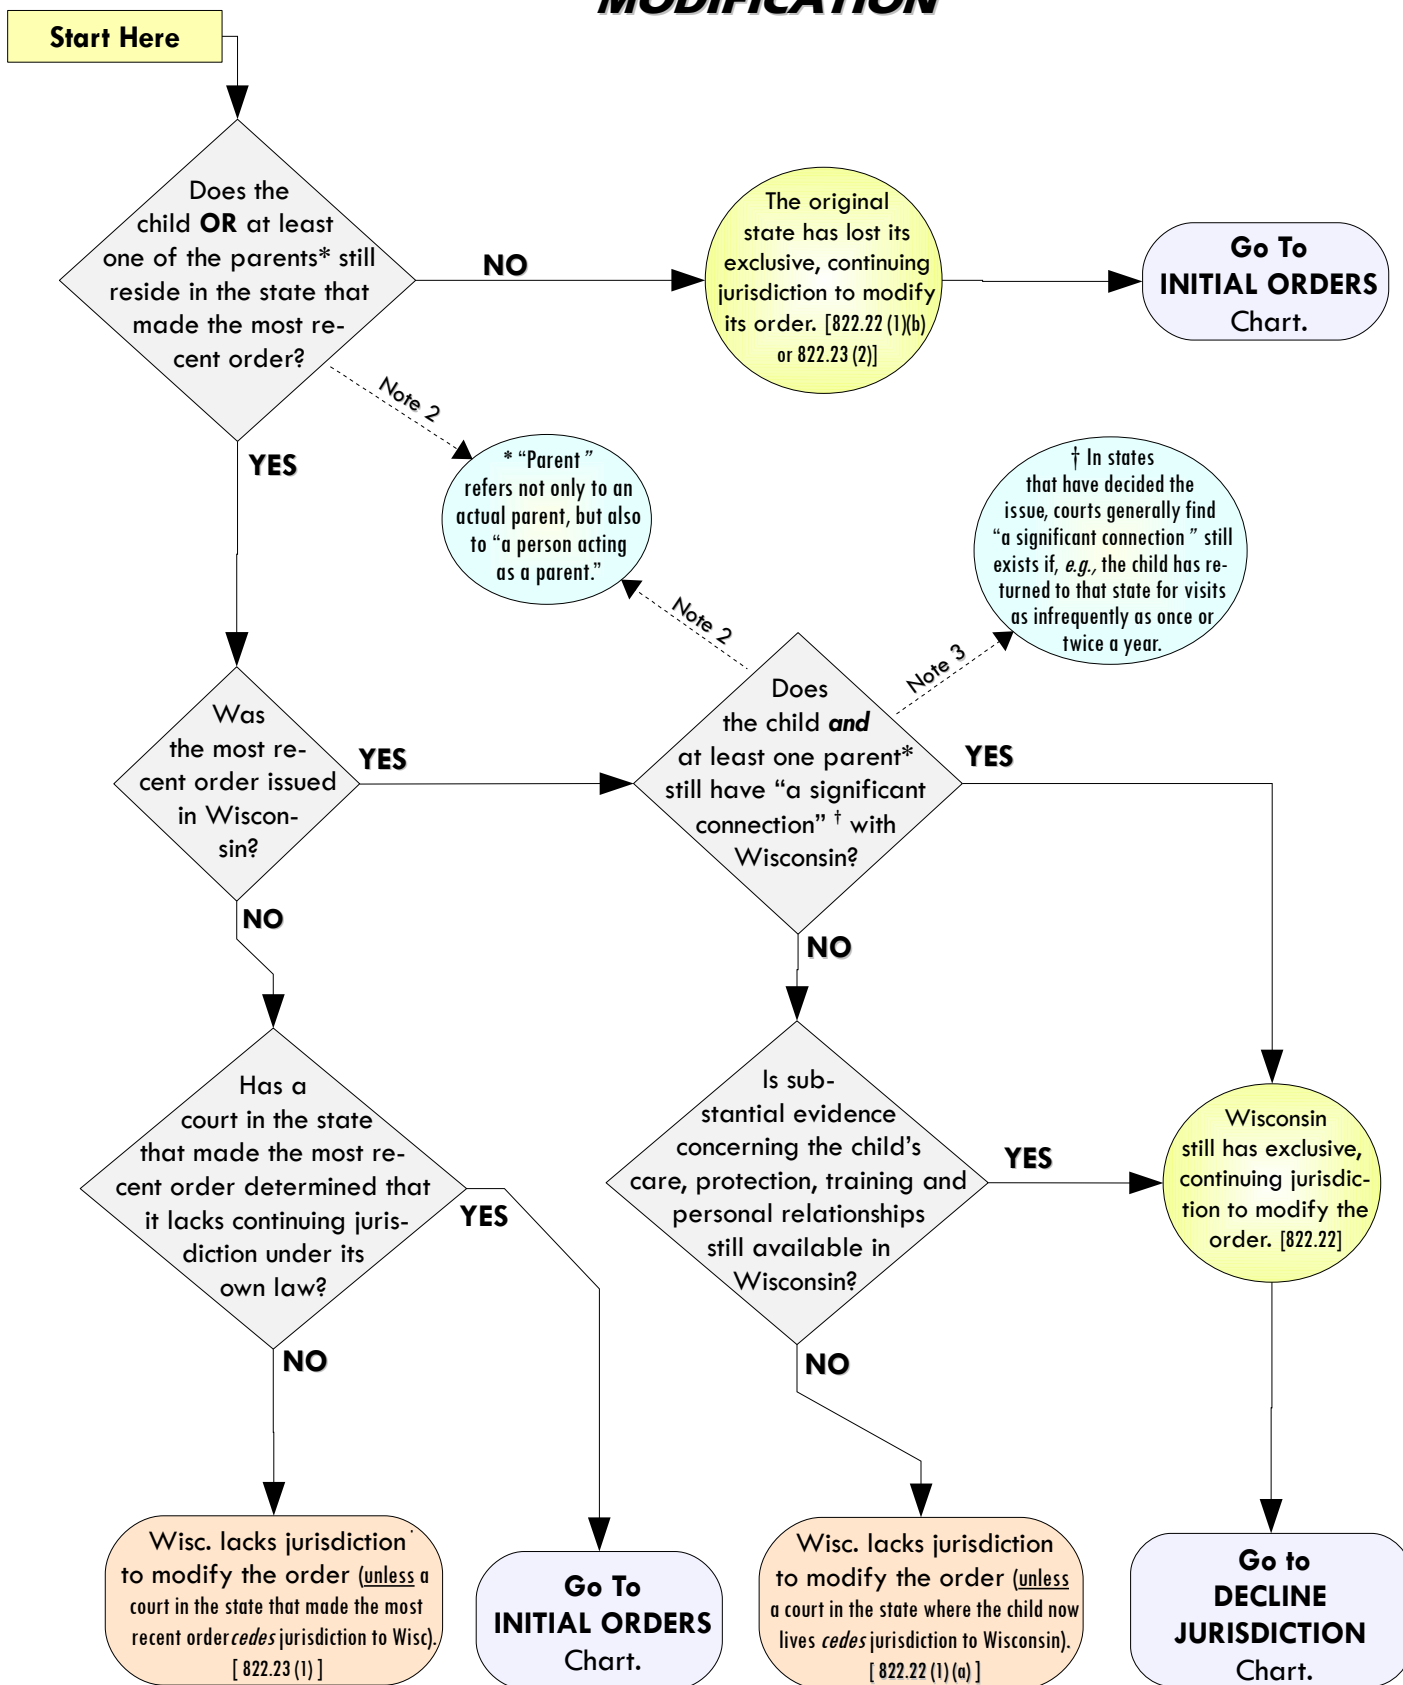 MODIFICATION
Start Here
Does the
child OR at least
one of the parents* still
reside in the state that
made the most re-
cent order?
NO
The original
state has lost its
exclusive, continuing
jurisdiction to modify
its order. [822.22 (1)(b)
or 822.23 (2)]
Go To
INITIAL ORDERS
Chart.
Note 2
YES
* “Parent”
refers not only to an
actual parent, but also
to “a person acting
as a parent.”
† In states
that have decided the
issue, courts generally find
“a significant connection” still
exists if, e.g., the child has re-
turned to that state for visits
as infrequently as once or
twice a year.
Note 2
Note 3
Was
the most re-
cent order issued
in Wiscon-
sin?
YES
Does
the child and
at least one parent*
still have “a significant
connection” † with
Wisconsin?
YES
NO
NO
Has a
court in the state
that made the most re-
cent order determined that
it lacks continuing juris-
diction under its
own law?
YES
Is sub-
stantial evidence
concerning the child’s
care, protection, training and
personal relationships
still available in
Wisconsin?
YES
Wisconsin
still has exclusive,
continuing jurisdic-
tion to modify the
order. [822.22]
NO
NO
Wisc. lacks jurisdiction
to modify the order (unless a
court in the state that made the most
recent order cedes jurisdiction to Wisc).
[ 822.23 (1) ]
Go To
INITIAL ORDERS
Chart.
Wisc. lacks jurisdiction
to modify the order (unless
a court in the state where the child now
lives cedes jurisdiction to Wisconsin).
[ 822.22 (1) (a) ]
Go to
DECLINE
JURISDICTION
Chart.